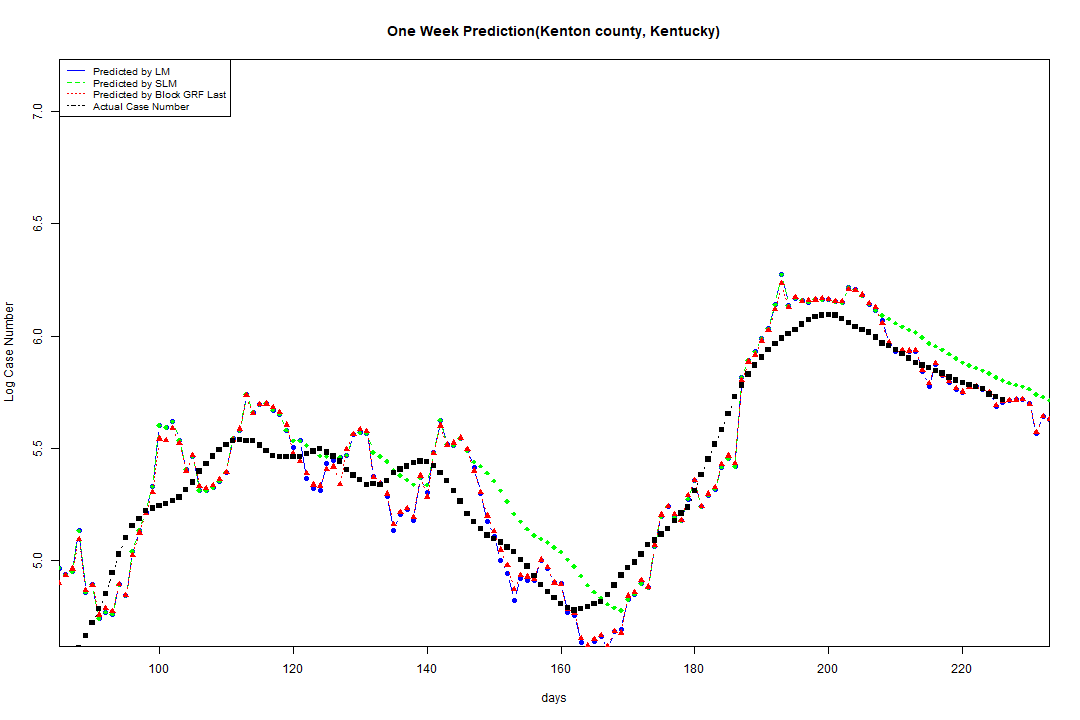 One Week Prediction(Kenton county, Kentucky)
Predicted by LM
Predicted by SLM
Predicted by Block GRF Last
Actual Case Number
7.0
6.5
6.0
5.5
5.0
Log Case Number
100 120 140 160 180 200 220
days